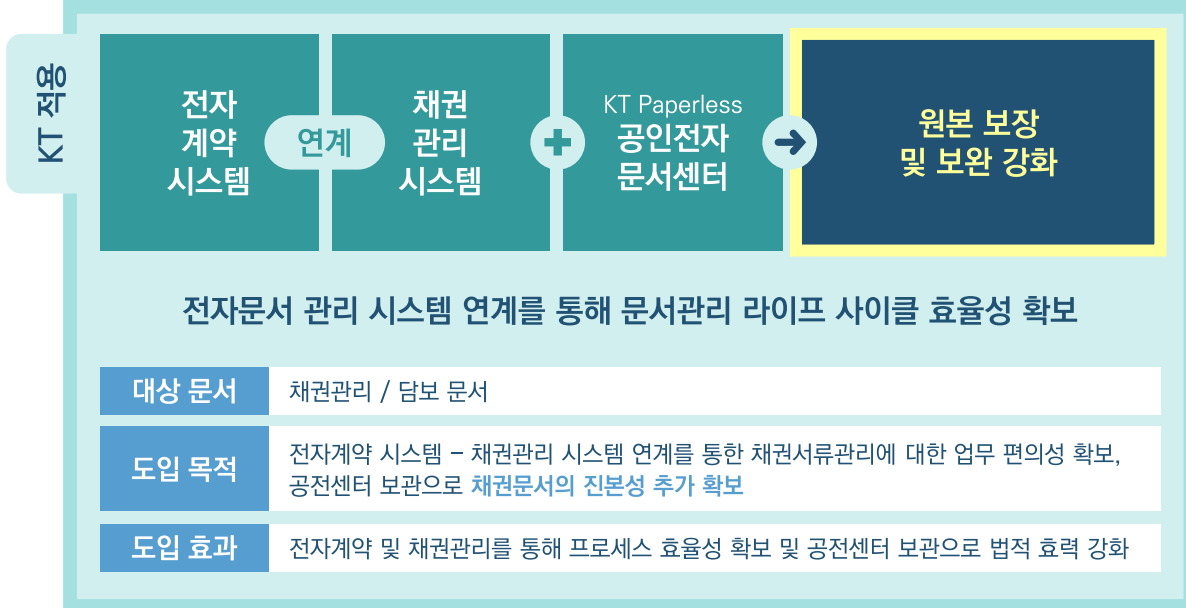 KT 적용
전자
계약
시스템
연계
채권
관리
시스템
KT Paperless
공인전자
문서센터
원본 보장
및 보완 강화
전자문서 관리 시스템 연계를 통해 문서관리 라이프 사이클 효율성 확보
대상 문서
채권관리 / 담보 문서
도입 목적
전자계약 시스템 – 채권관리 시스템 연계를 통한 채권서류관리에 대한 업무 편의성 확보,
공전센터 보관으로 채권문서의 진본성 추가 확보
도입 효과
전자계약 및 채권관리를 통해 프로세스 효율성 확보 및 공전센터 보관으로 법적 효력 강화